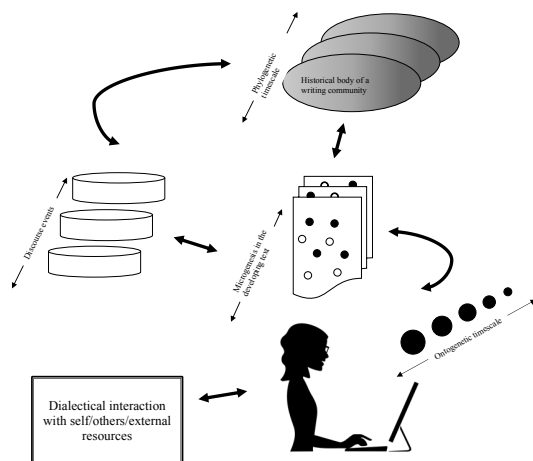 Phylogenetic
timescale
Historical body of a
writing community
Discourse events
Microgenesis in the
developing text
Ontogenetic timescale
Dialectical interaction
with self/others/external
resources